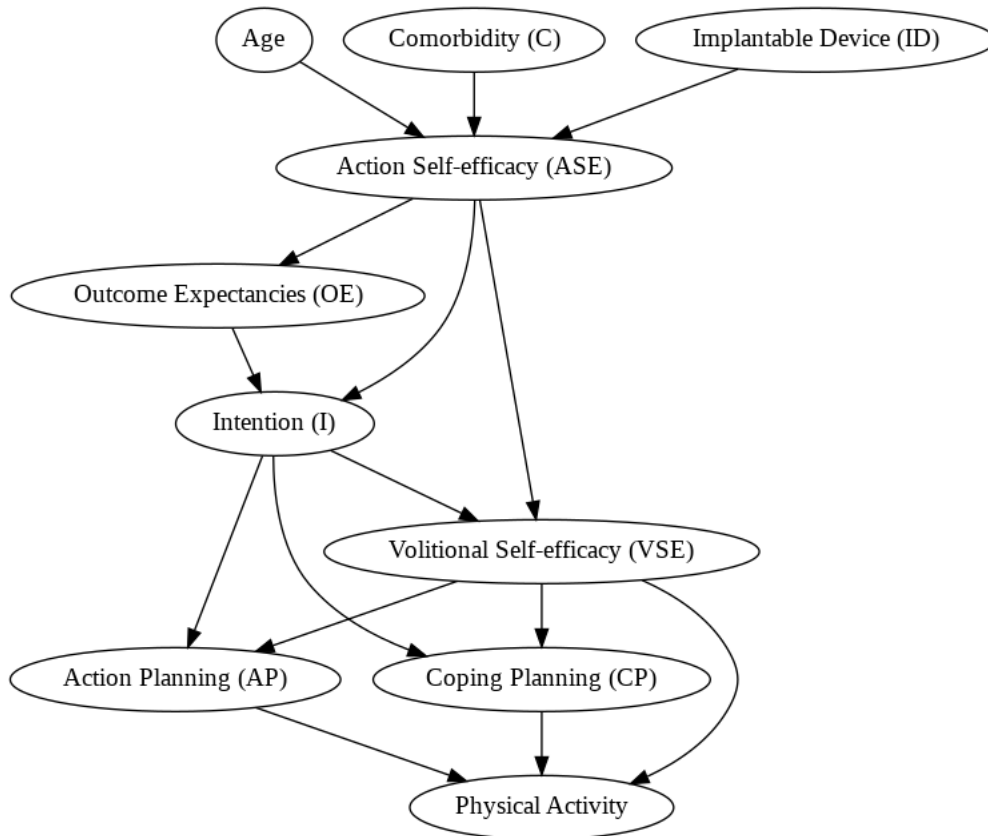 Age
Comorbidity (C)
Implantable Device (ID)
Action Self-efficacy (ASE)
Outcome Expectancies (OE)
Intention (I)
Volitional Self-efficacy (VSE)
Action Planning (AP)
Coping Planning (CP)
Physical Activity